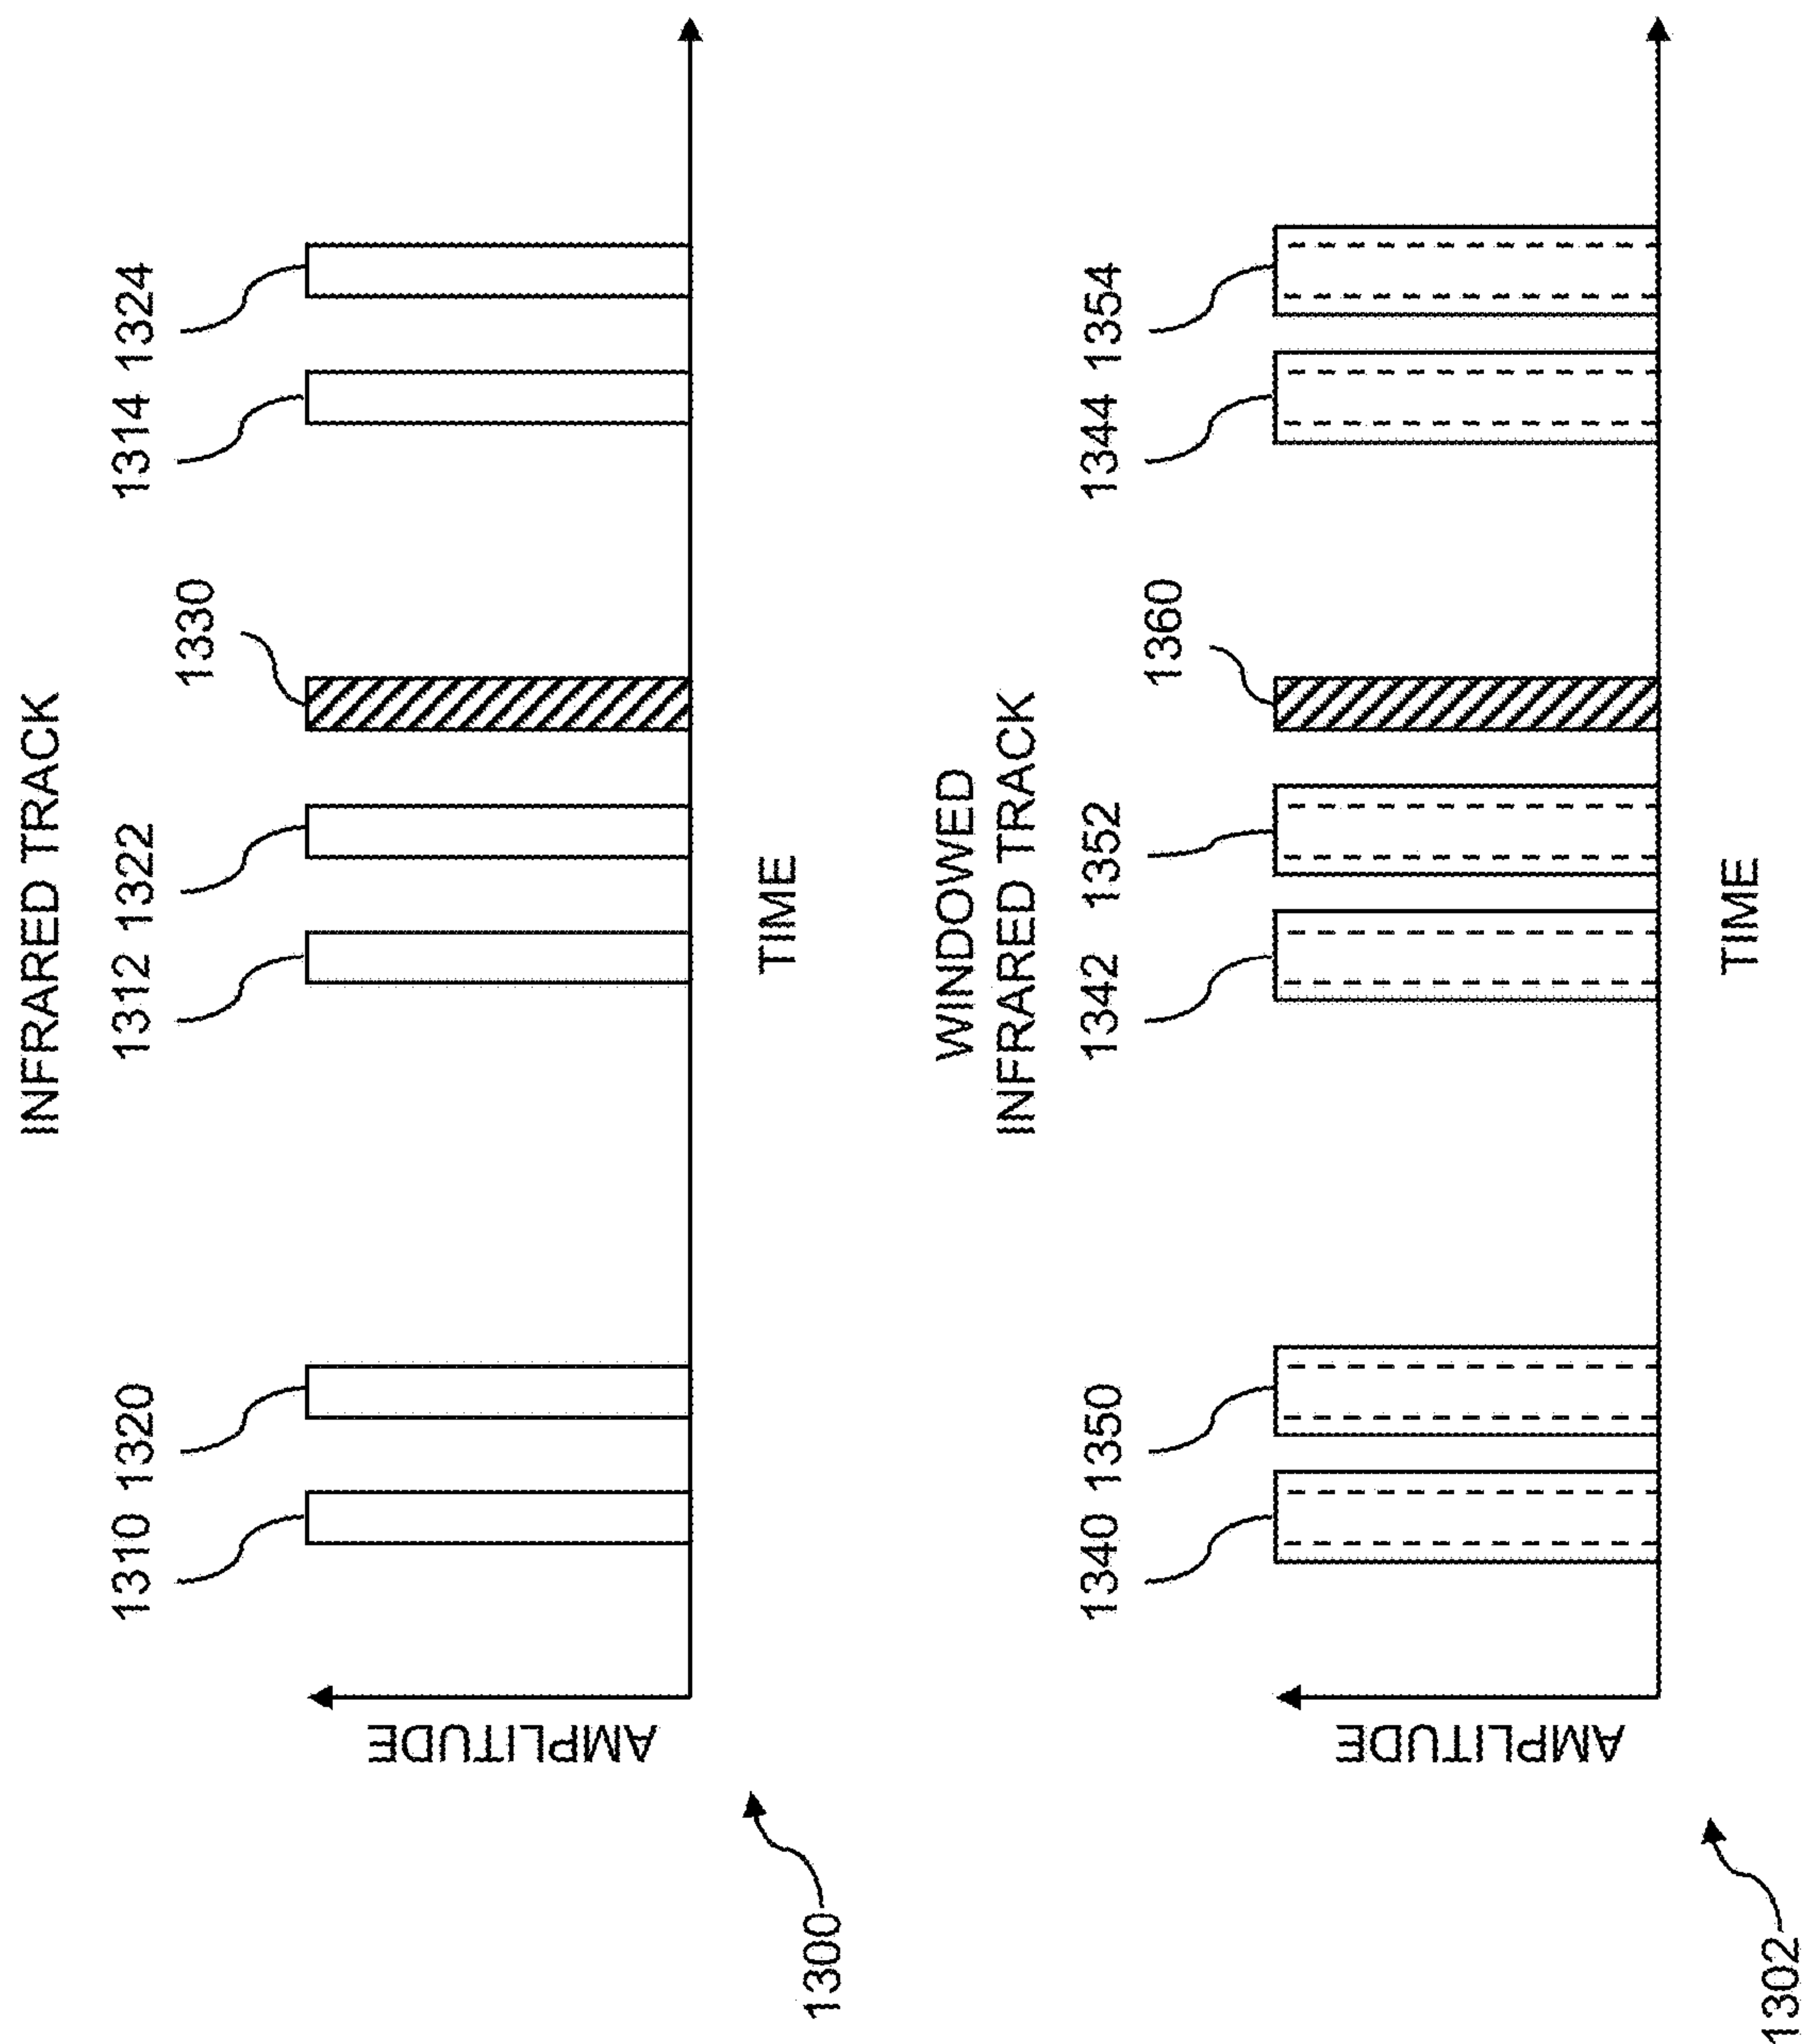 INFRARED TRACK
1310 1320
1312 1322
1330
1314 1324
AMPLITUDE
TIME
1300
WINDOWED
INFRARED TRACK
1340 1350
1342 1352
1360
1344 1354
AMPLITUDE
TIME
1302